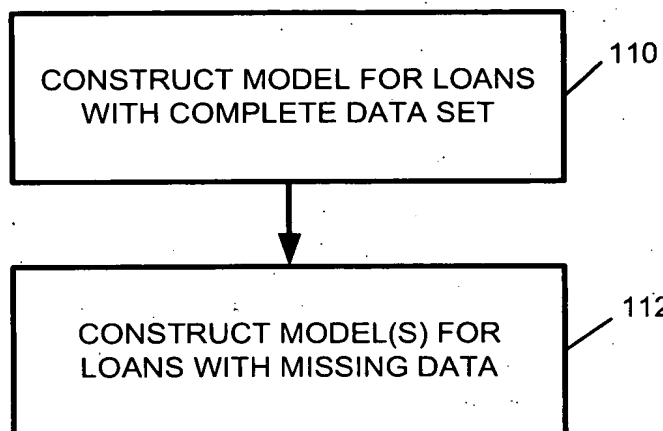 CONSTRUCT MODEL FOR LOANS
WITH COMPLETE DATA SET
110
CONSTRUCT MODEL(S) FOR
LOANS WITH MISSING DATA
112